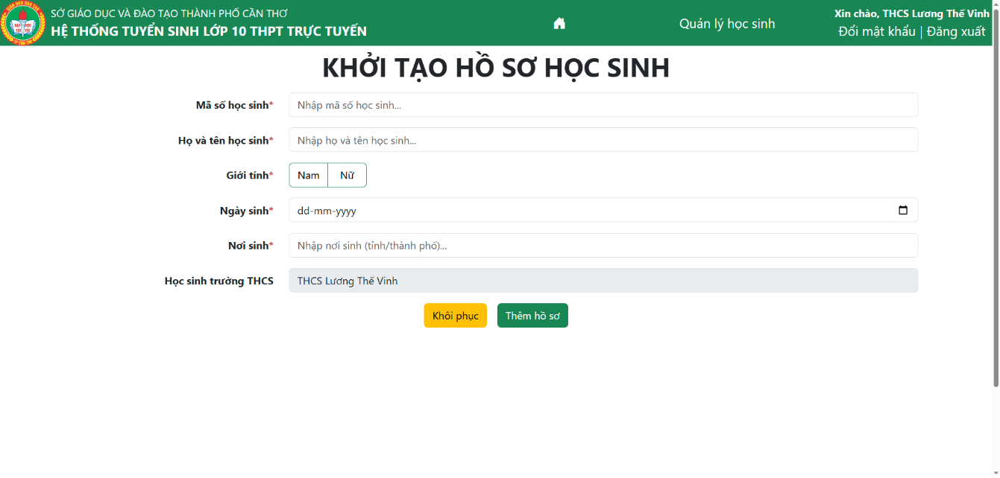 SỞ GIÁO DỤC VÀ ĐÀO TẠO THÀNH PHỐ CẦN THƠ
HỆ THỐNG TUYỂN SINH LỚP 10 THPT TRỰC TUYẾN
Quản lý học sinh
Xin chào, THCS Lương Thế Vinh
Đổi mật khẩu | Đăng xuất
KHỞI TẠO HỒ SƠ HỌC SINH
Mã số học sinh* Nhập mã số học sinh...
Họ và tên học sinh* Nhập họ và tên học sinh...
Giới tính* Nam Nữ
Ngày sinh* dd-mm-yyyy
Nơi sinh* Nhập nơi sinh (tỉnh/thành phố)...
Học sinh trường THCS THCS Lương Thế Vinh
Khôi phục Thêm hồ sơ